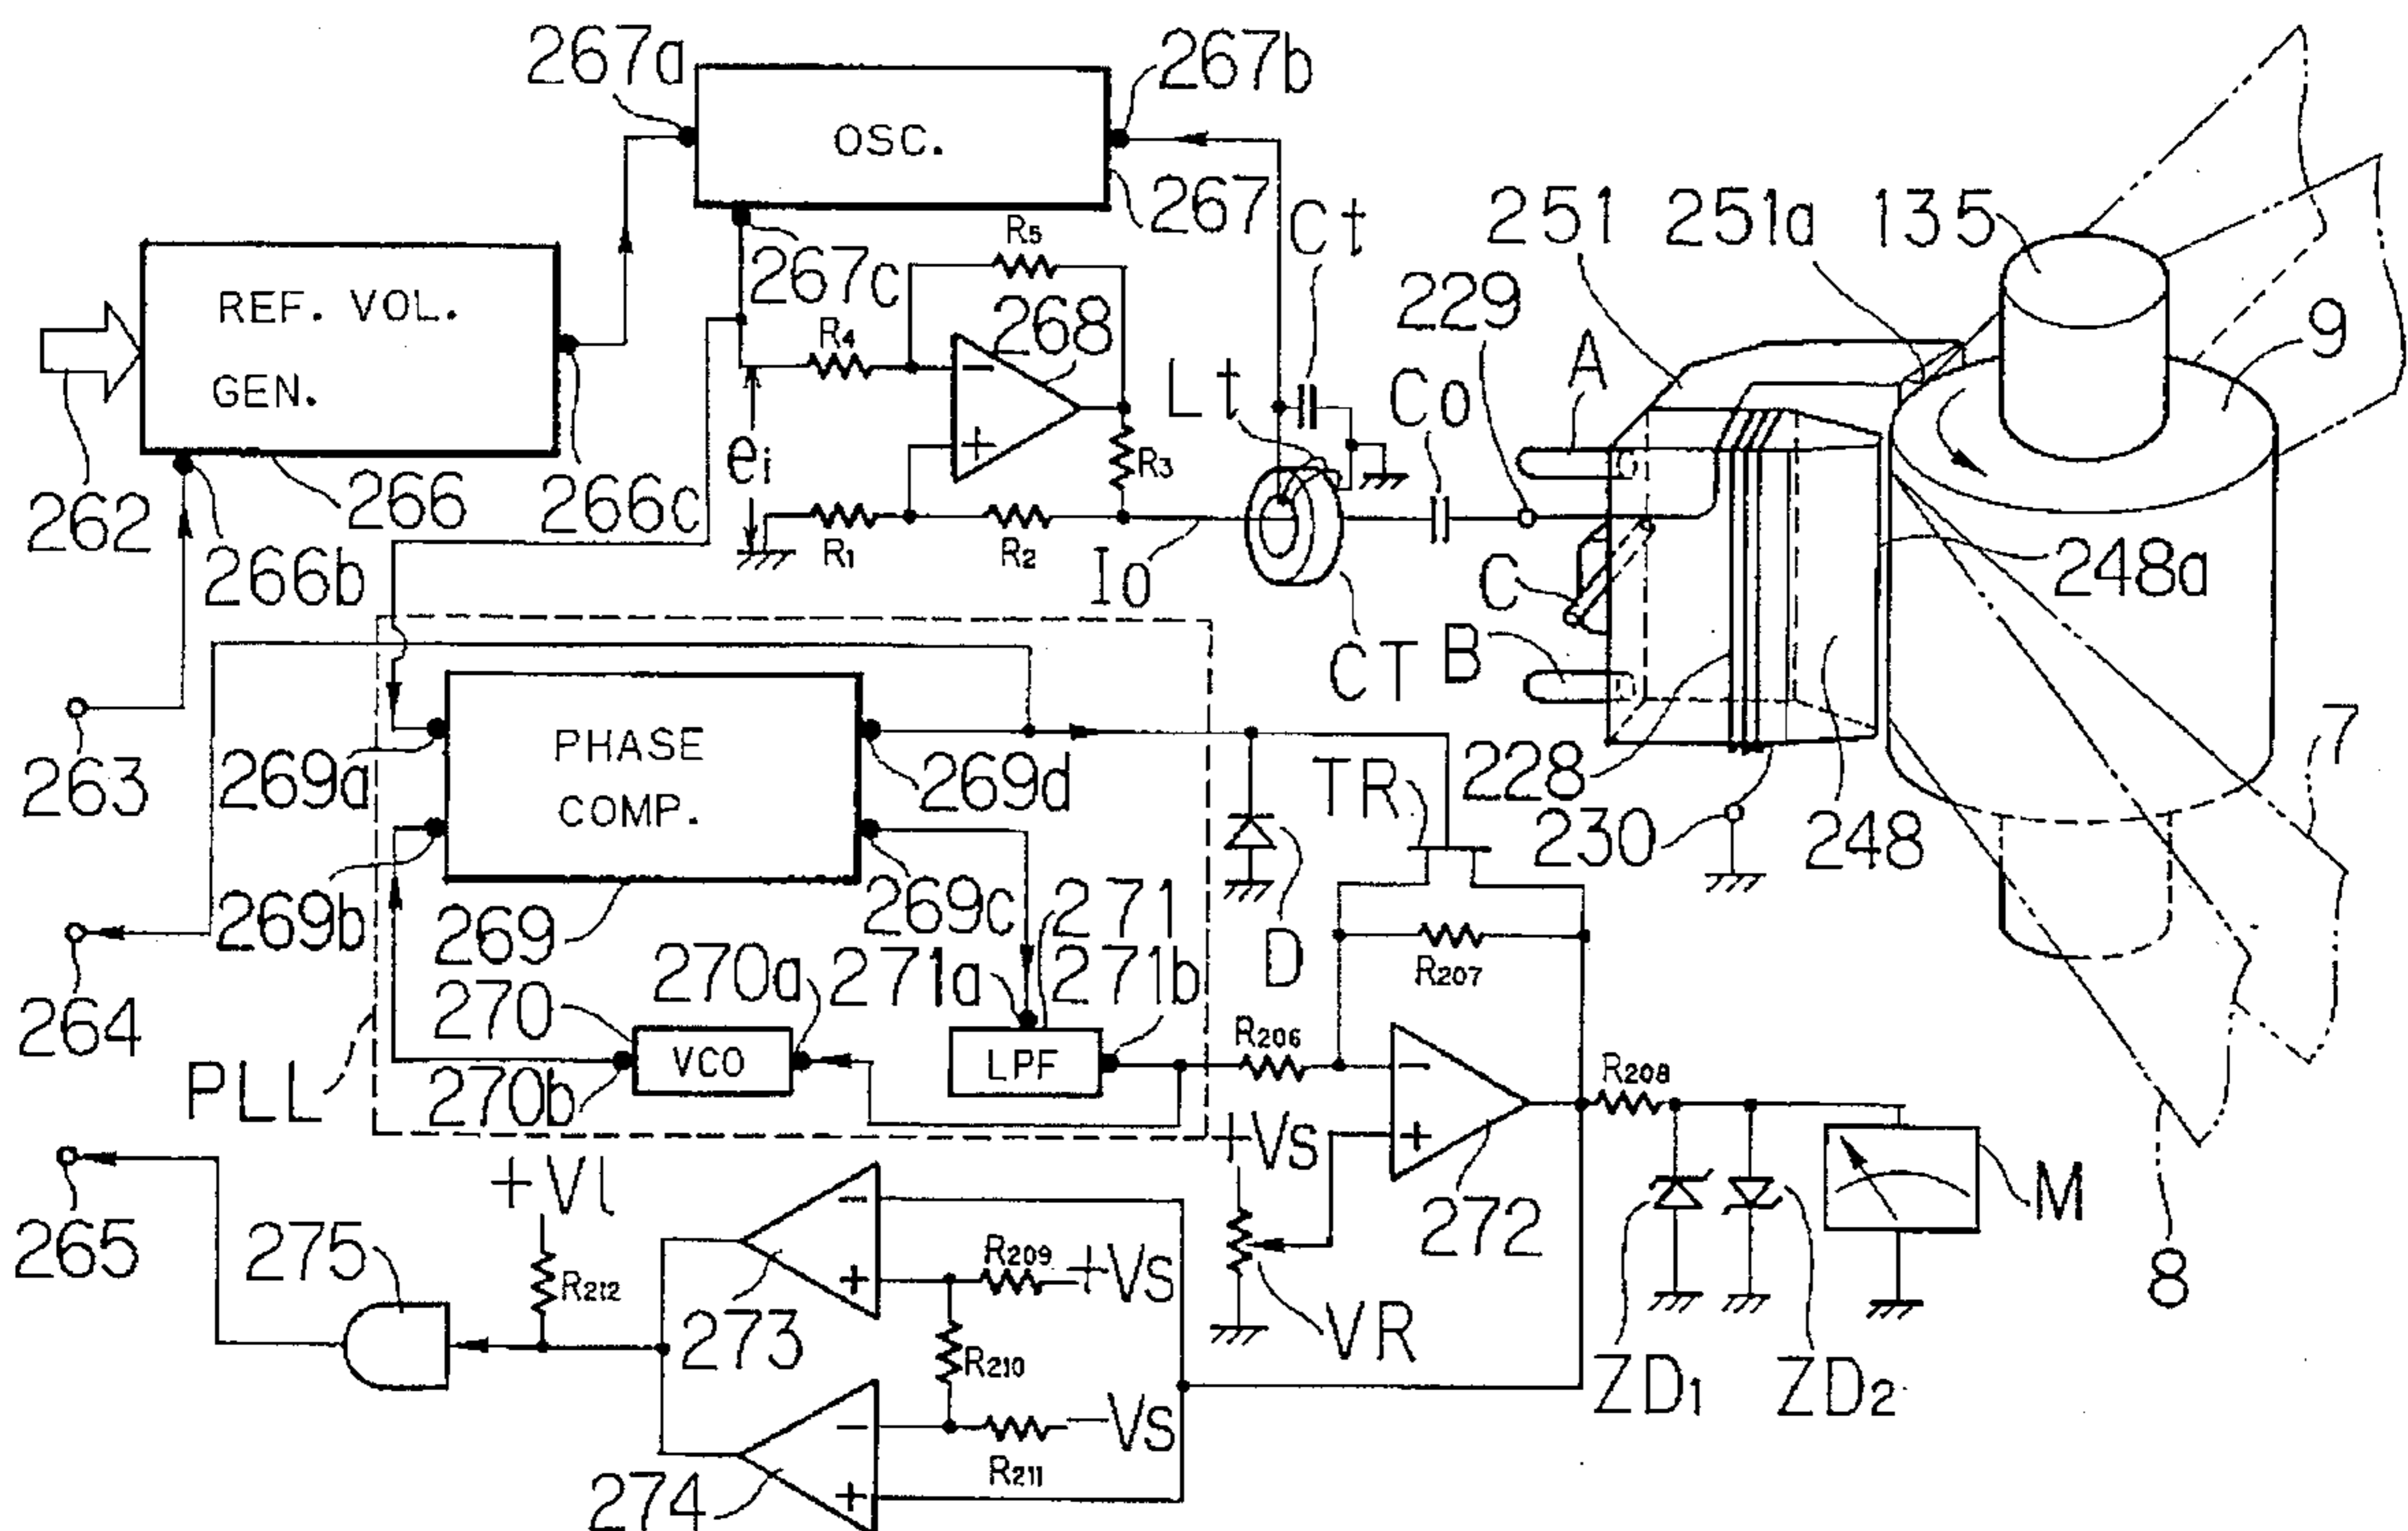 267a
267b
OSC.
267
Ct
251
251a
135
R5
267c
229
9
REF. VOL.
GEN.
R4
268
A
Lt
Co
ei
R3
262
266
266c
R1
R2
Io
C
248a
266b
CT
B
7
263
269a
PHASE
COMP.
269d
TR
228
230
248
269b
269
269c
271
D
R207
264
270
270a
271a
271b
VCO
LPF
R206
R208
PLL
270b
+Vs
+Vl
272
M
265
275
R212
273
R209
+Vs
VR
8
R210
ZD1
ZD2
-Vs
R211
274